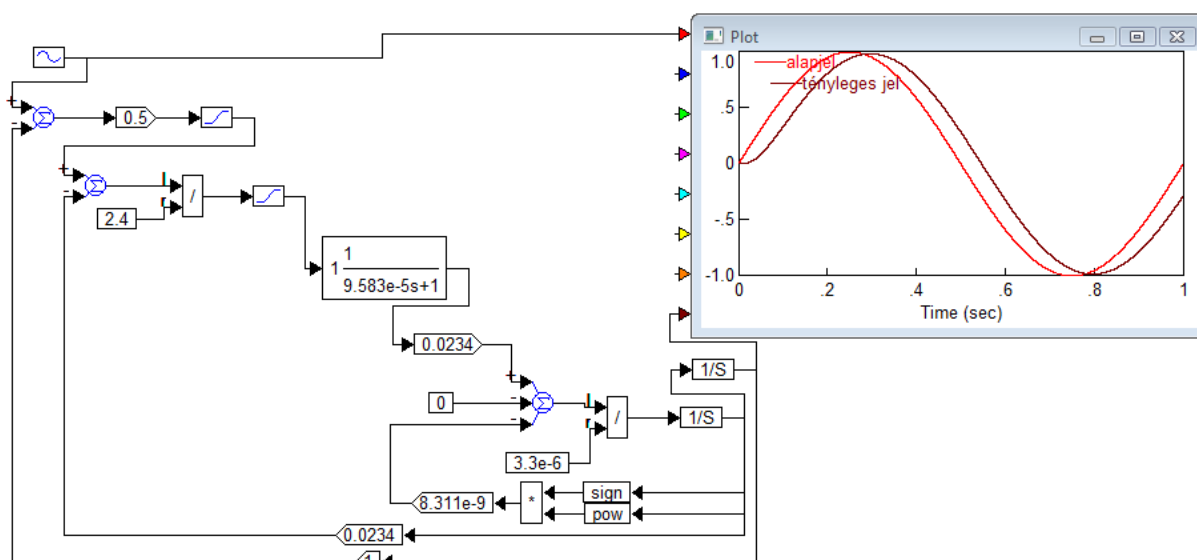 Plot
1.0
.5
0
-.5
-1.0
alapjel
tényleges jel
0
.2
.4
.6
.8
1
Time (sec)
+
-
Σ
0.5
+
-
Σ
l
r
/
2.4
1
1
9.583e-5s+1
0.0234
+
-
-
Σ
0
l
r
/
3.3e-6
1/S
1/S
sign
pow
*
8.311e-9
0.0234
1